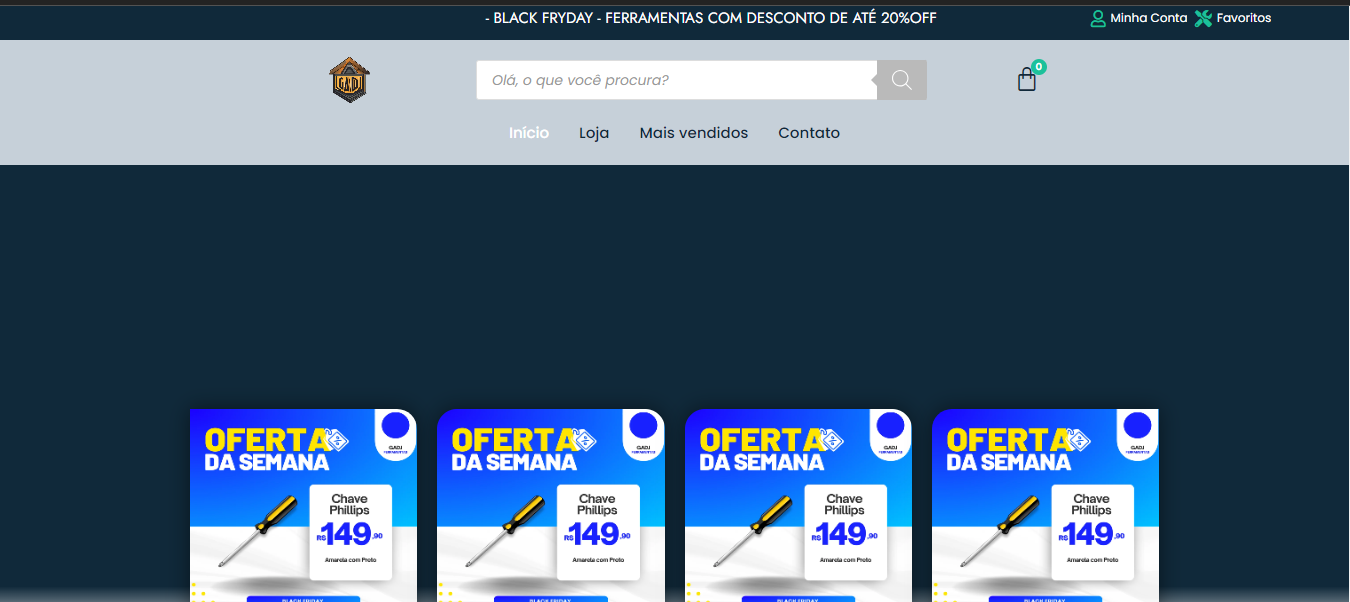 - BLACK FRYDAY - FERRAMENTAS COM DESCONTO DE ATÉ 20%OFF
Minha Conta
Favoritos
GADJ
Olá, o que você procura?
0
Início
Loja
Mais vendidos
Contato
OFERTA
DA SEMANA
GADJ
FERRAMENTAS
Chave
Phillips
R$149,90
Amarela com Preto
BLACK FRIDAY
OFERTA
DA SEMANA
GADJ
FERRAMENTAS
Chave
Phillips
R$149,90
Amarela com Preto
BLACK FRIDAY
OFERTA
DA SEMANA
GADJ
FERRAMENTAS
Chave
Phillips
R$149,90
Amarela com Preto
BLACK FRIDAY
OFERTA
DA SEMANA
GADJ
FERRAMENTAS
Chave
Phillips
R$149,90
Amarela com Preto
BLACK FRIDAY